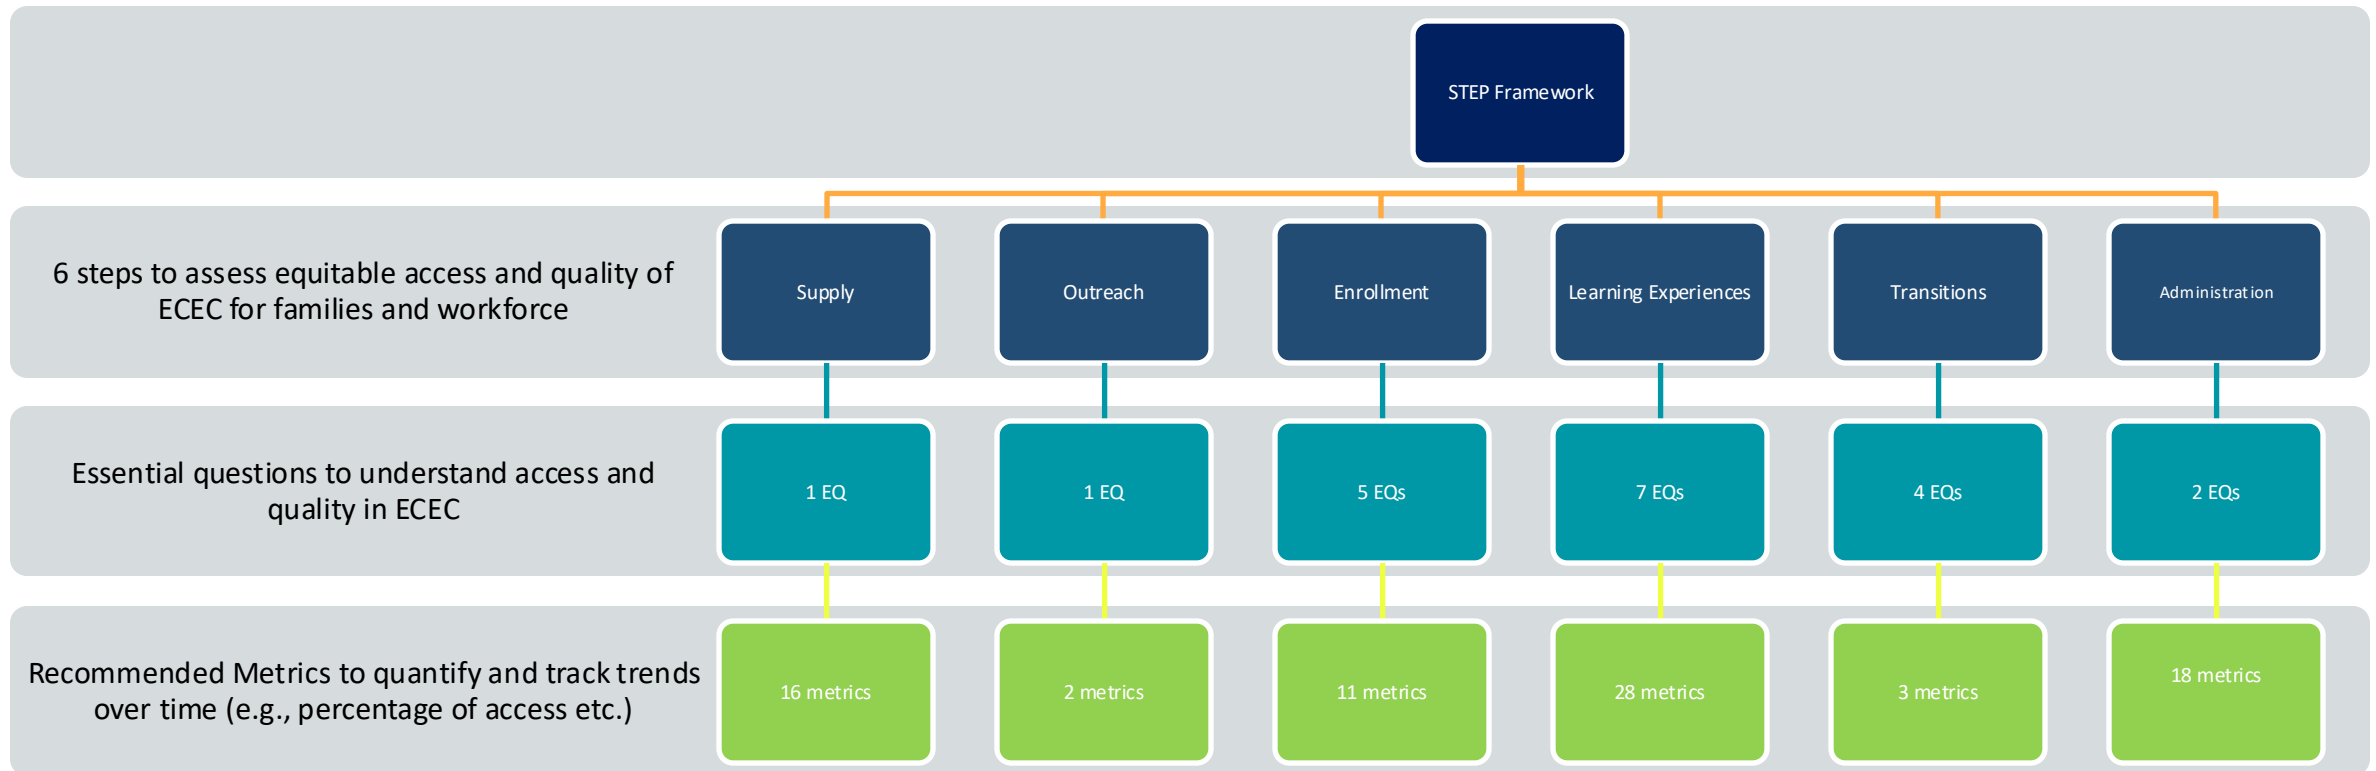 STEP Framework
6 steps to assess equitable access and quality of
ECEC for families and workforce
Supply
Outreach
Enrollment
Learning Experiences
Transitions
Administration
Essential questions to understand access and
quality in ECEC
1 EQ
1 EQ
5 EQs
7 EQs
4 EQs
2 EQs
Recommended Metrics to quantify and track trends
over time (e.g., percentage of access etc.)
16 metrics
2 metrics
11 metrics
28 metrics
3 metrics
18 metrics